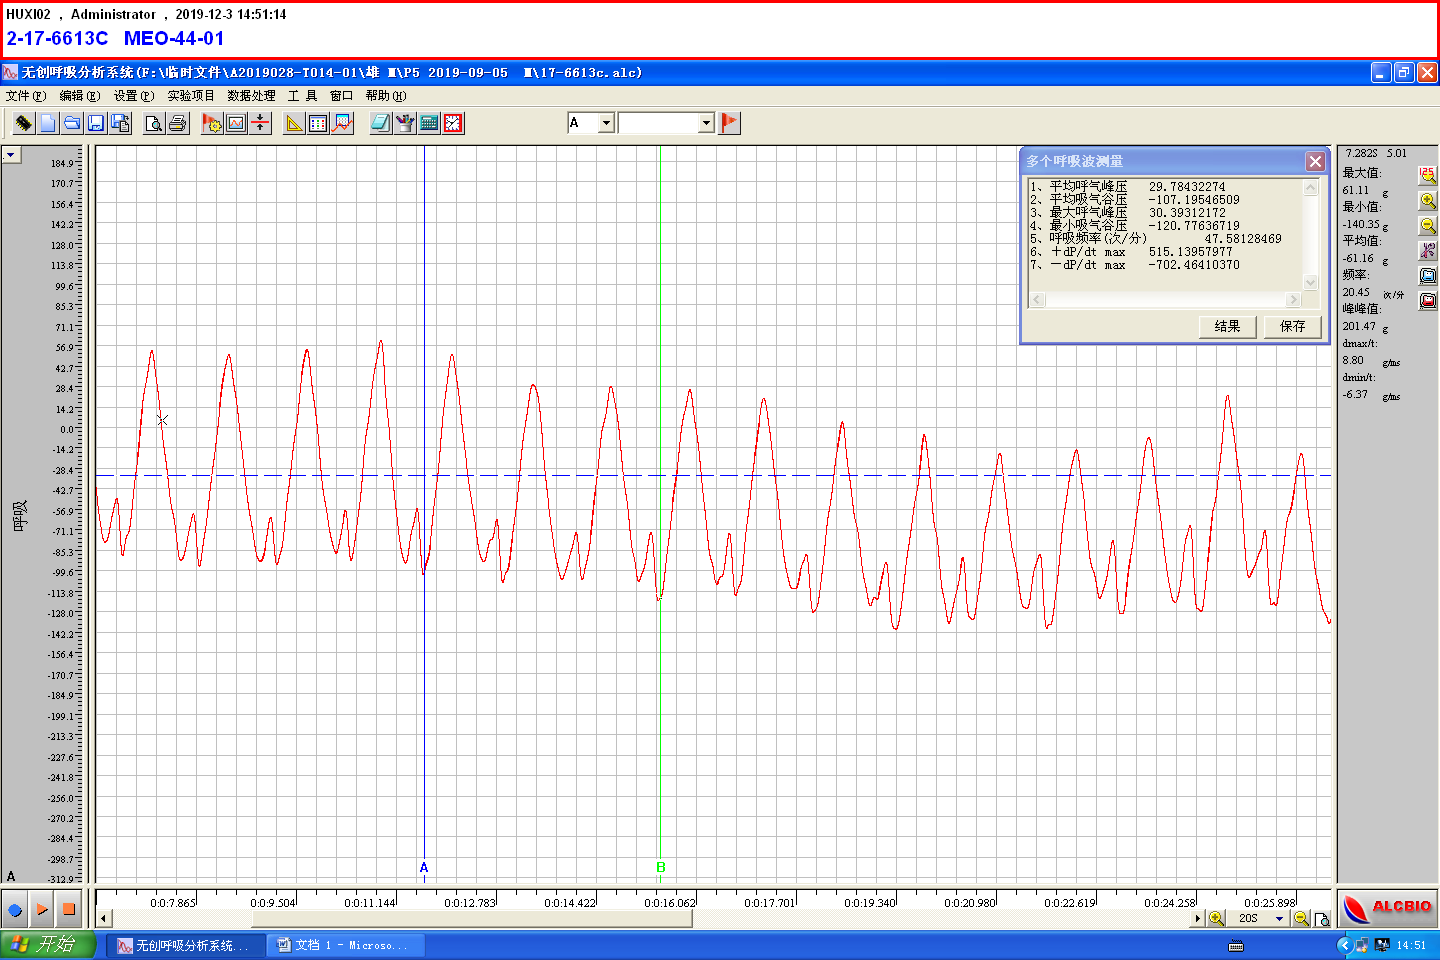 HUXI02 , Administrator , 2019-12-3 14:51:14
2-17-6613C MEO-44-01
无创呼吸分析系统(F:\临时文件\A2019028-T014-01\雄 M\P5 2019-09-05 M\17-6613c.alc)
文件(F) 编辑(E) 设置(P) 实验项目 数据处理 工 具 窗口 帮助(H)
A
184.9
170.7
156.4
142.2
128.0
113.8
99.6
85.3
71.1
56.9
42.7
28.4
14.2
0.0
-14.2
-28.4
-42.7
-56.9
-71.1
-85.3
-99.6
-113.8
-128.0
-142.2
-156.4
-170.7
-184.9
-199.1
-213.3
-227.6
-241.8
-256.0
-270.2
-284.4
-298.7
-312.9
呼吸
A
A
B
多个呼吸波测量
1、平均呼气峰压 29.78432274
2、平均吸气谷压 -107.19546509
3、最大呼气峰压 30.39312172
4、最小吸气谷压 -120.77636719
5、呼吸频率(次/分) 47.58128469
6、＋dP/dt max 515.13957977
7、－dP/dt max -702.46410370
结果 保存
7.282S 5.01
最大值:
61.11 g
最小值:
-140.35 g
平均值:
-61.16 g
频率:
20.45 次/分
峰峰值:
201.47 g
dmax/t:
8.80 g/ms
dmin/t:
-6.37 g/ms
125
0:0:7.865 0:0:9.504 0:0:11.144 0:0:12.783 0:0:14.422 0:0:16.062 0:0:17.701 0:0:19.340 0:0:20.980 0:0:22.619 0:0:24.258 0:0:25.898
20S
ALCBIO
开始 无创呼吸分析系统... 文档 1 - Microso... 14:51